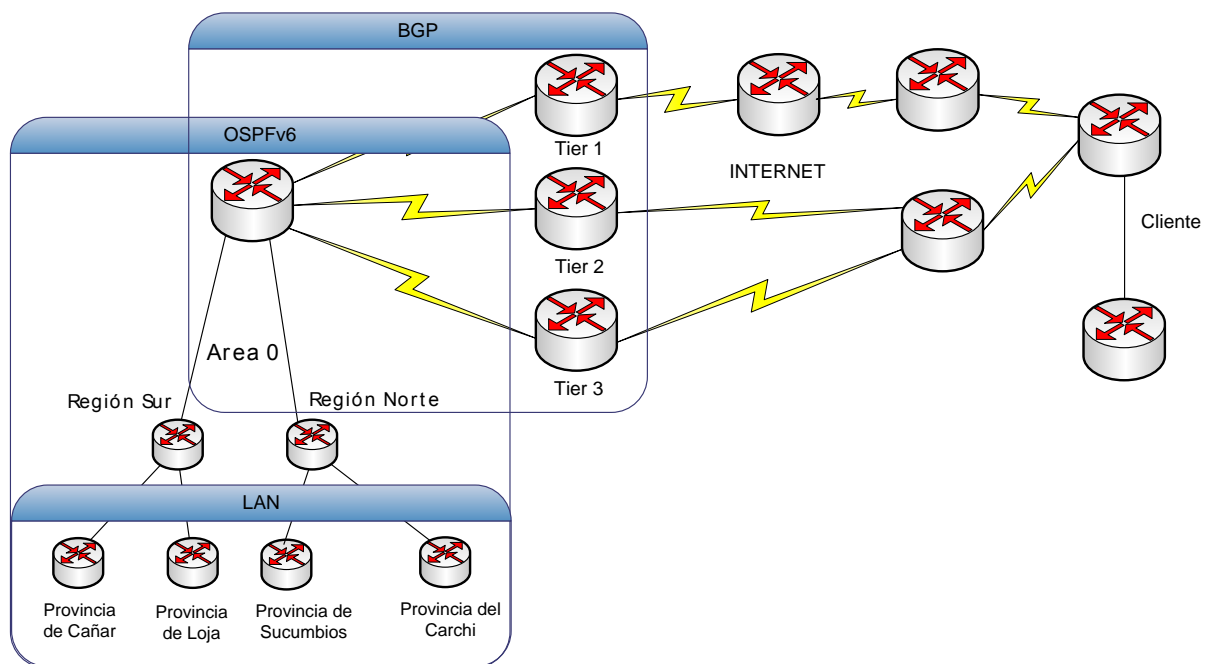 BGP
OSPFv6
Tier 1
INTERNET
Tier 2
Cliente
Area 0
Tier 3
Región Sur
Región Norte
LAN
Provincia
de Cañar
Provincia
de Loja
Provincia de
Sucumbios
Provincia del
Carchi